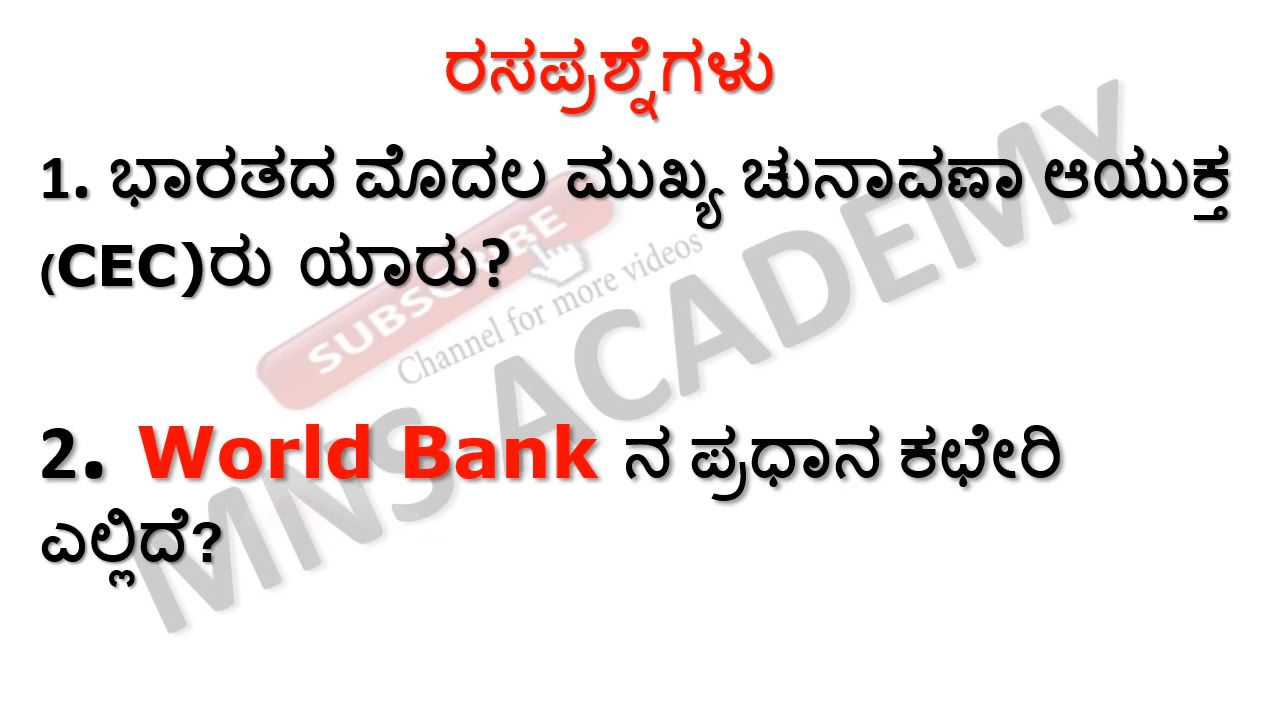 ರಸಪ್ರಶ್ನೆಗಳು
1. ಭಾರತದ ಮೊದಲ ಮುಖ್ಯ ಚುನಾವಣಾ ಆಯುಕ್ತ
(CEC)ರು ಯಾರು?
SUBSCRIBE
Channel for more videos
MNS ACADEMY
2. World Bank ನ ಪ್ರಧಾನ ಕಛೇರಿ
ಎಲ್ಲಿದೆ?